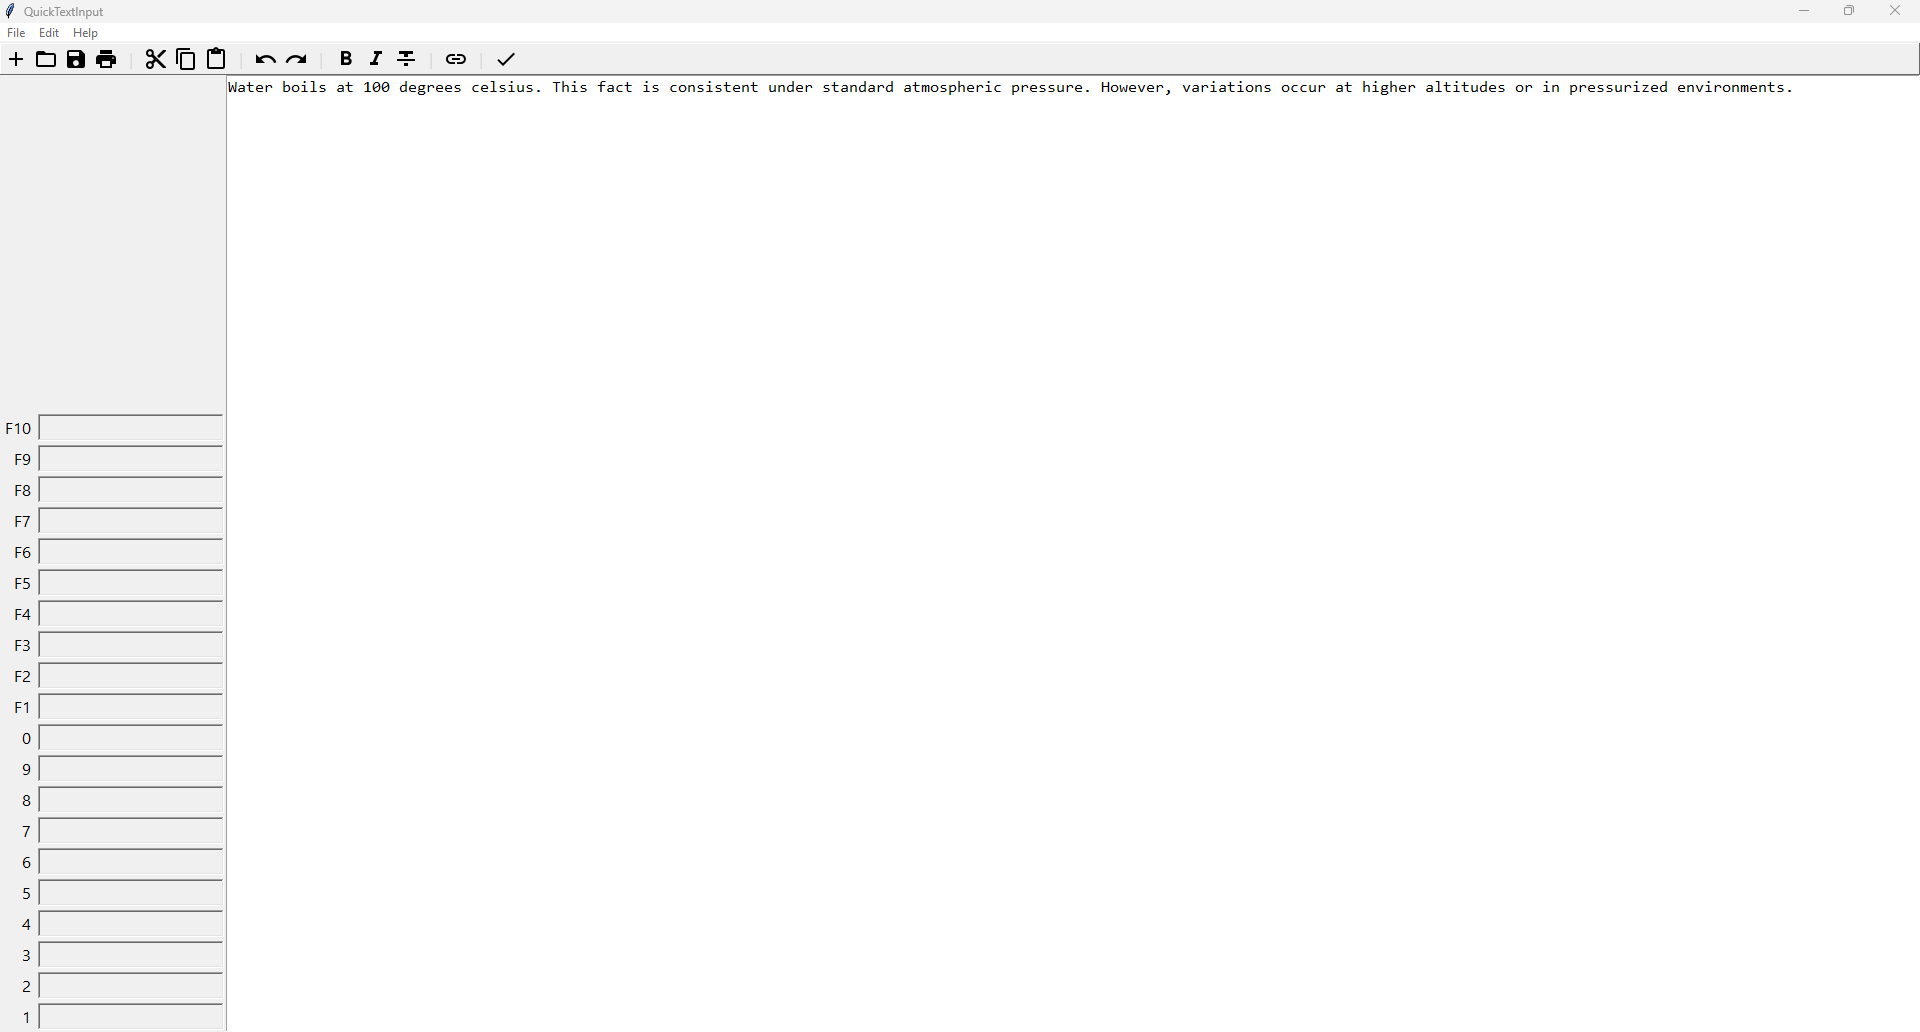 QuickTextInput
File Edit Help
B I
Water boils at 100 degrees celsius. This fact is consistent under standard atmospheric pressure. However, variations occur at higher altitudes or in pressurized environments.
F10
F9
F8
F7
F6
F5
F4
F3
F2
F1
0
9
8
7
6
5
4
3
2
1